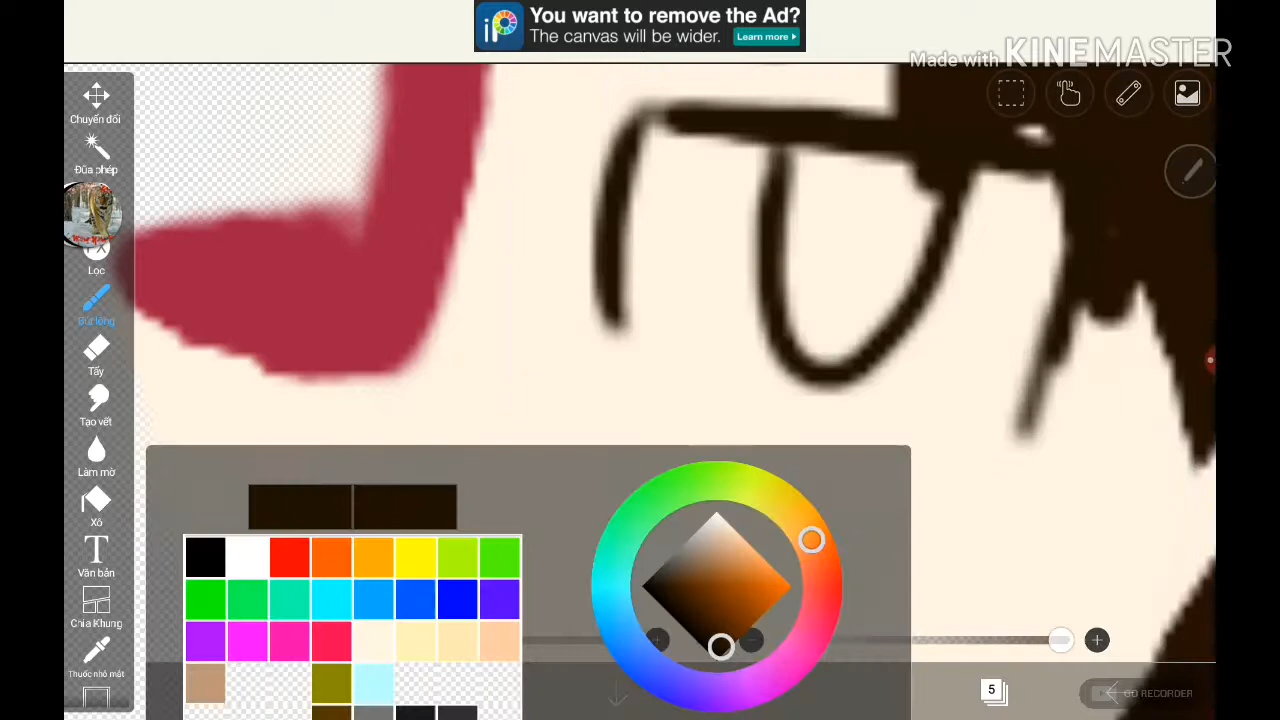 You want to remove the Ad?
The canvas will be wider.
Learn more
Made with KINEMASTER
Chuyển đổi
Đũa phép
FX
Lọc
Bút lông
Tẩy
Tạo vết
Làm mờ
Xô
T
Văn bản
Chia Khung
Thuốc nhỏ mắt
5
GO RECORDER